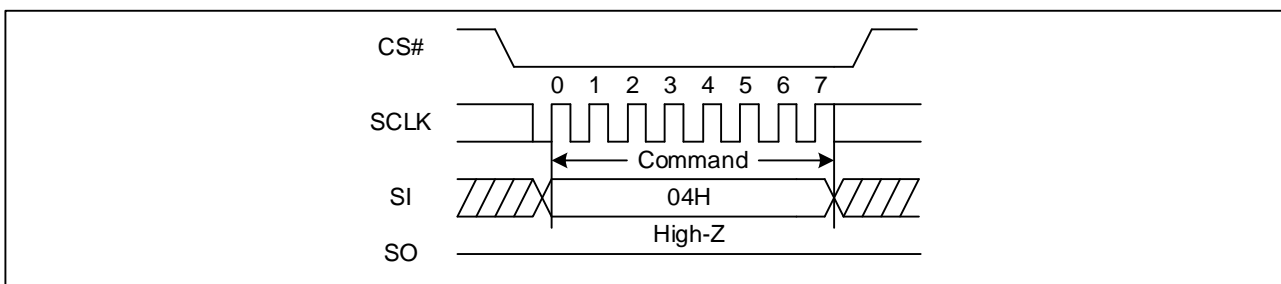 CS#
0 1 2 3 4 5 6 7
SCLK
Command
SI
04H
High-Z
SO